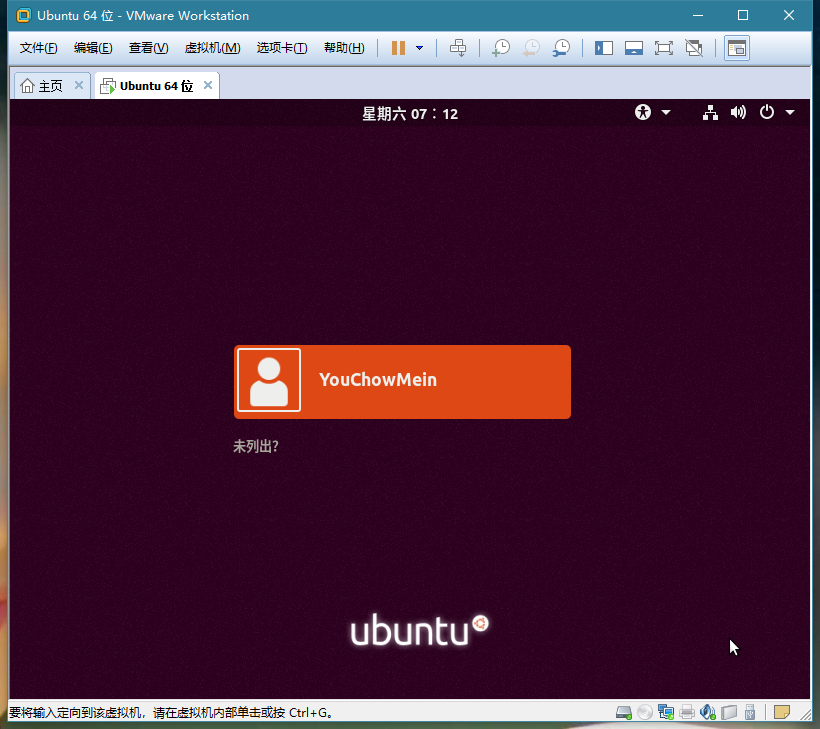 Ubuntu 64 位 - VMware Workstation
文件(F) 编辑(E) 查看(V) 虚拟机(M) 选项卡(T) 帮助(H)
主页 Ubuntu 64 位
星期六 07：12
YouChowMein
未列出?
ubuntu
要将输入定向到该虚拟机，请在虚拟机内部单击或按 Ctrl+G。